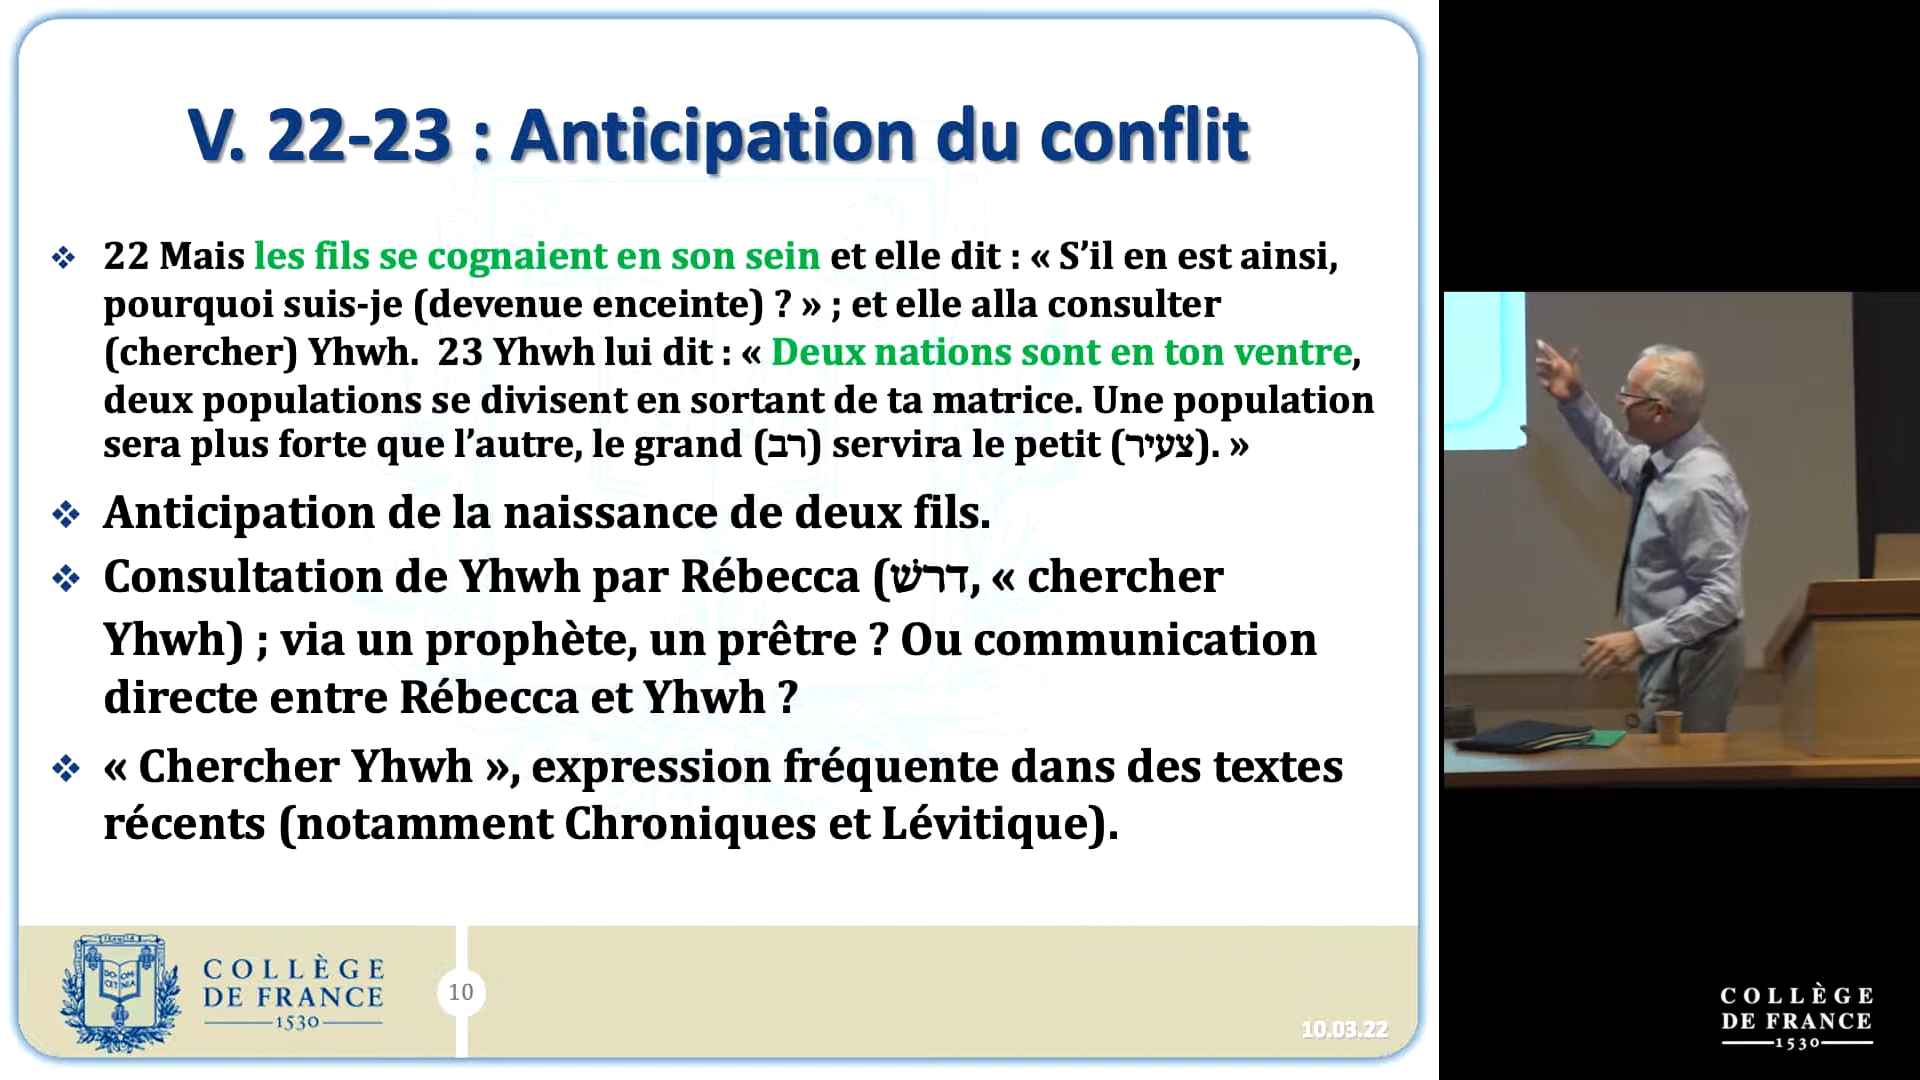 V. 22-23 : Anticipation du conflit
22 Mais les fils se cognaient en son sein et elle dit : « S’il en est ainsi,
pourquoi suis-je (devenue enceinte) ? » ; et elle alla consulter
(chercher) Yhwh. 23 Yhwh lui dit : « Deux nations sont en ton ventre,
deux populations se divisent en sortant de ta matrice. Une population
sera plus forte que l’autre, le grand (רב) servira le petit (צעיר). »
Anticipation de la naissance de deux fils.
Consultation de Yhwh par Rébecca (דרשׁ, « chercher
Yhwh) ; via un prophète, un prêtre ? Ou communication
directe entre Rébecca et Yhwh ?
« Chercher Yhwh », expression fréquente dans des textes
récents (notamment Chroniques et Lévitique).
COLLÈGE
DE FRANCE
1530
10
10.03.22
COLLÈGE
DE FRANCE
1530